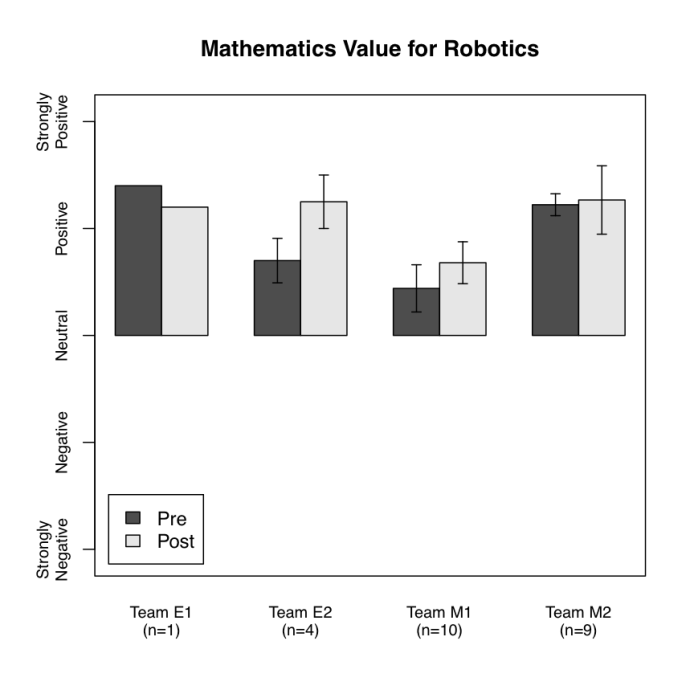 Mathematics Value for Robotics
Strongly
Positive
Positive
Neutral
Negative
Strongly
Negative
Pre
Post
Team E1
(n=1)
Team E2
(n=4)
Team M1
(n=10)
Team M2
(n=9)